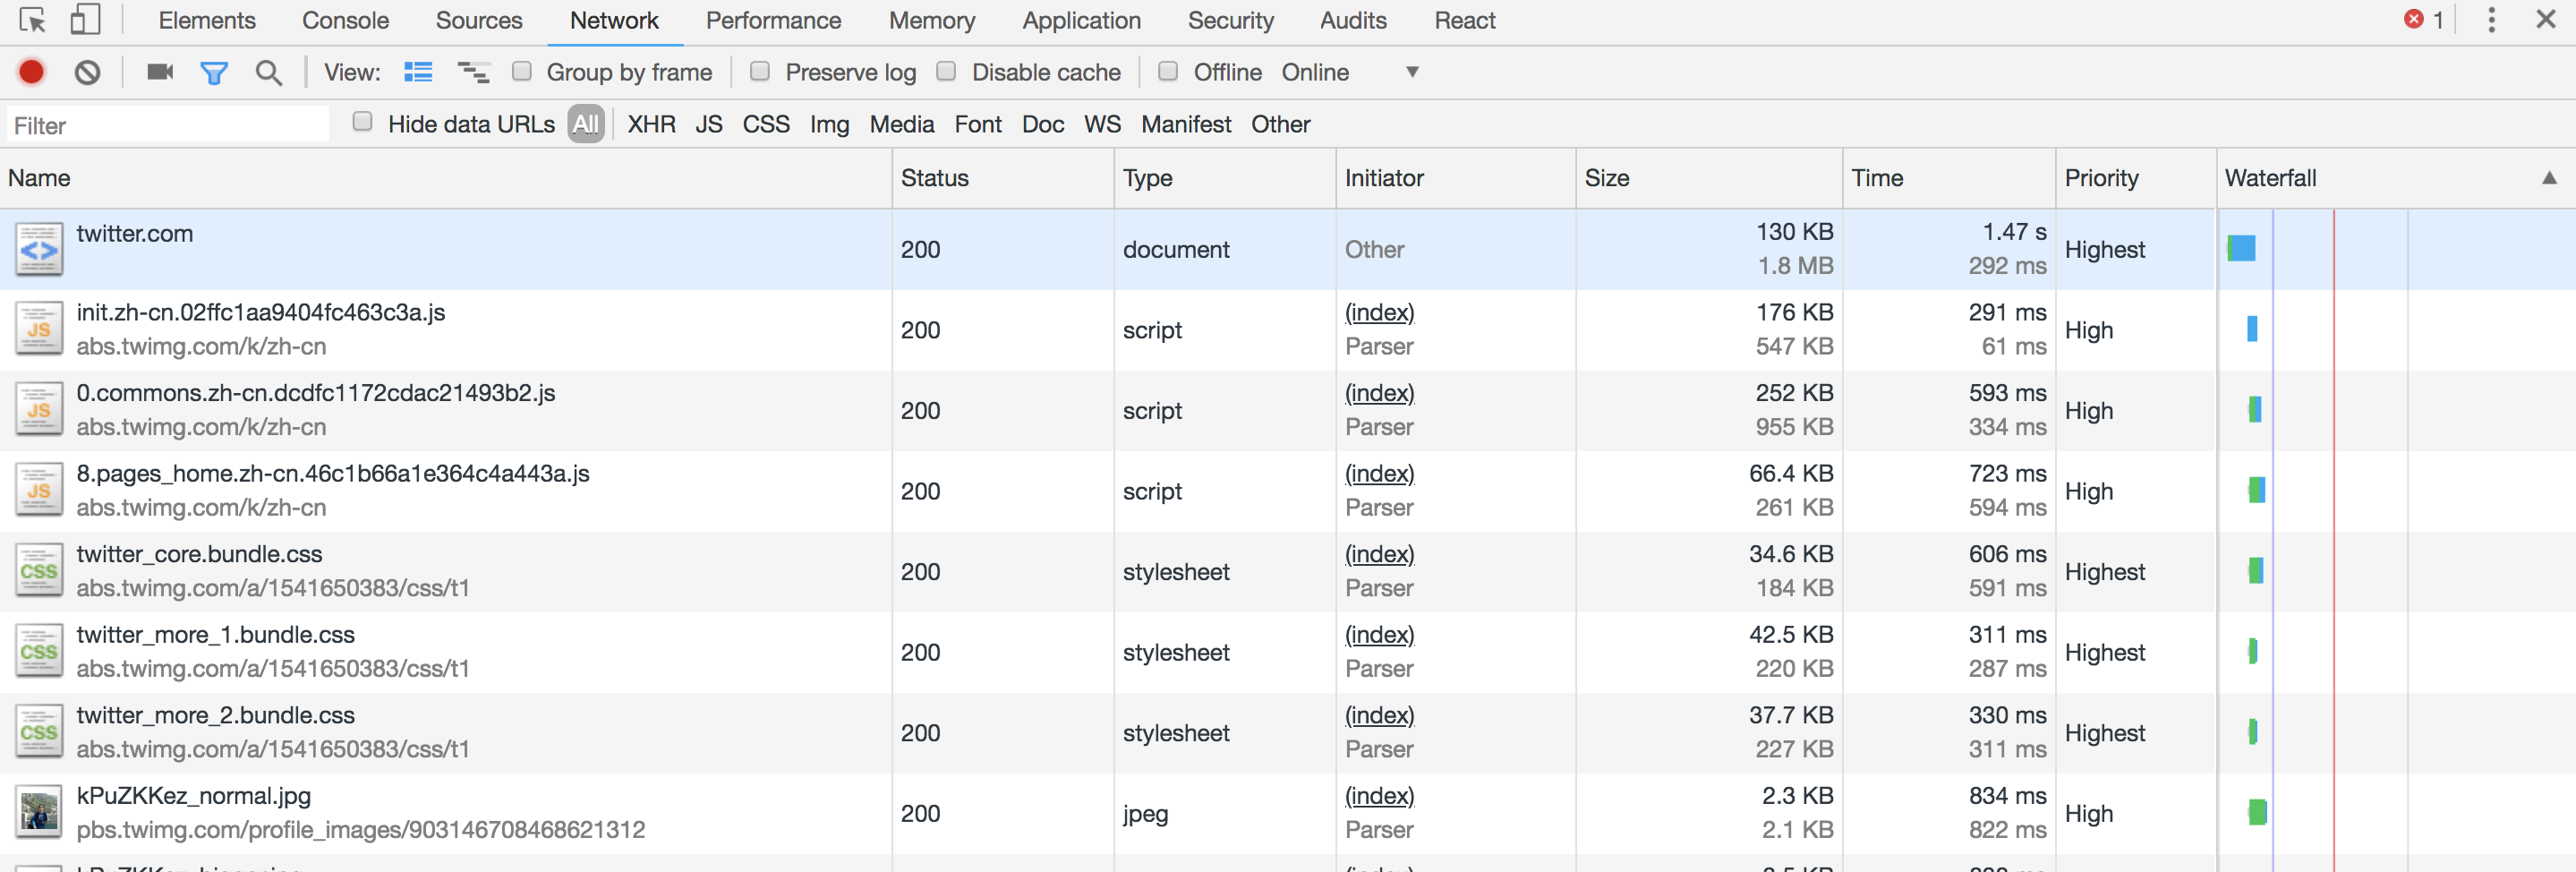 Elements Console Sources Network Performance Memory Application Security Audits React 1
View: Group by frame Preserve log Disable cache Offline Online
Filter Hide data URLs All XHR JS CSS Img Media Font Doc WS Manifest Other
Name Status Type Initiator Size Time Priority Waterfall
twitter.com 200 document Other 130 KB 1.47 s Highest
1.8 MB 292 ms
JS init.zh-cn.02ffc1aa9404fc463c3a.js 200 script (index) 176 KB 291 ms High
abs.twimg.com/k/zh-cn Parser 547 KB 61 ms
JS 0.commons.zh-cn.dcdfc1172cdac21493b2.js 200 script (index) 252 KB 593 ms High
abs.twimg.com/k/zh-cn Parser 955 KB 334 ms
JS 8.pages_home.zh-cn.46c1b66a1e364c4a443a.js 200 script (index) 66.4 KB 723 ms High
abs.twimg.com/k/zh-cn Parser 261 KB 594 ms
CSS twitter_core.bundle.css 200 stylesheet (index) 34.6 KB 606 ms Highest
abs.twimg.com/a/1541650383/css/t1 Parser 184 KB 591 ms
CSS twitter_more_1.bundle.css 200 stylesheet (index) 42.5 KB 311 ms Highest
abs.twimg.com/a/1541650383/css/t1 Parser 220 KB 287 ms
CSS twitter_more_2.bundle.css 200 stylesheet (index) 37.7 KB 330 ms Highest
abs.twimg.com/a/1541650383/css/t1 Parser 227 KB 311 ms
kPuZKKez_normal.jpg 200 jpeg (index) 2.3 KB 834 ms High
pbs.twimg.com/profile_images/903146708468621312 Parser 2.1 KB 822 ms